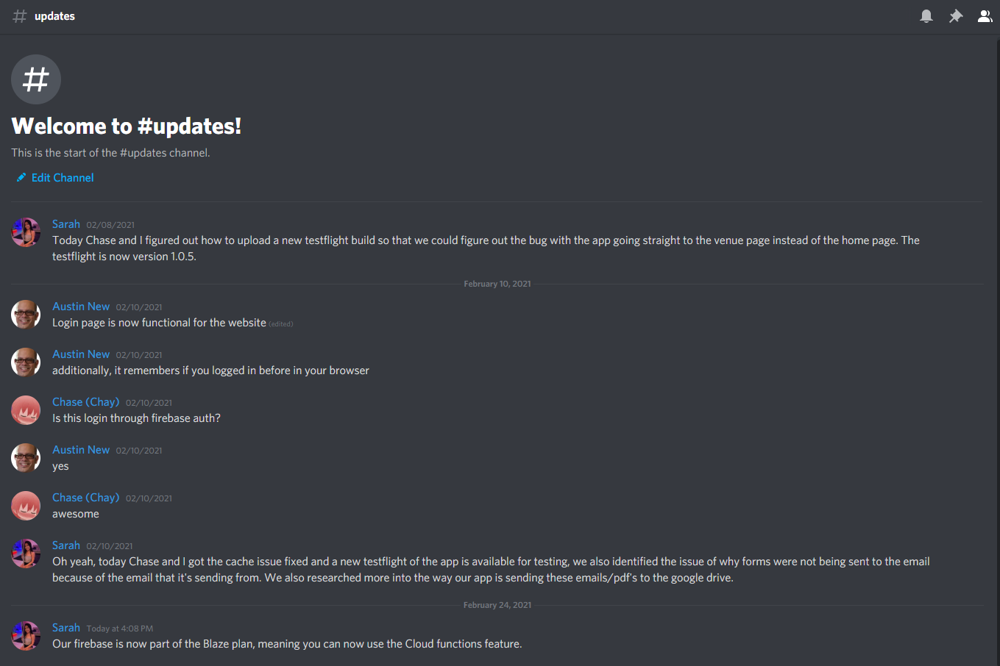 updates
Welcome to #updates!
This is the start of the #updates channel.
Edit Channel
Sarah 02/08/2021
Today Chase and I figured out how to upload a new testflight build so that we could figure out the bug with the app going straight to the venue page instead of the home page. The
testflight is now version 1.0.5.
February 10, 2021
Austin New 02/10/2021
Login page is now functional for the website (edited)
Austin New 02/10/2021
additionally, it remembers if you logged in before in your browser
Chase (Chay) 02/10/2021
Is this login through firebase auth?
Austin New 02/10/2021
yes
Chase (Chay) 02/10/2021
awesome
Sarah 02/10/2021
Oh yeah, today Chase and I got the cache issue fixed and a new testflight of the app is available for testing, we also identified the issue of why forms were not being sent to the email
because of the email that it's sending from. We also researched more into the way our app is sending these emails/pdf's to the google drive.
February 24, 2021
Sarah Today at 4:08 PM
Our firebase is now part of the Blaze plan, meaning you can now use the Cloud functions feature.